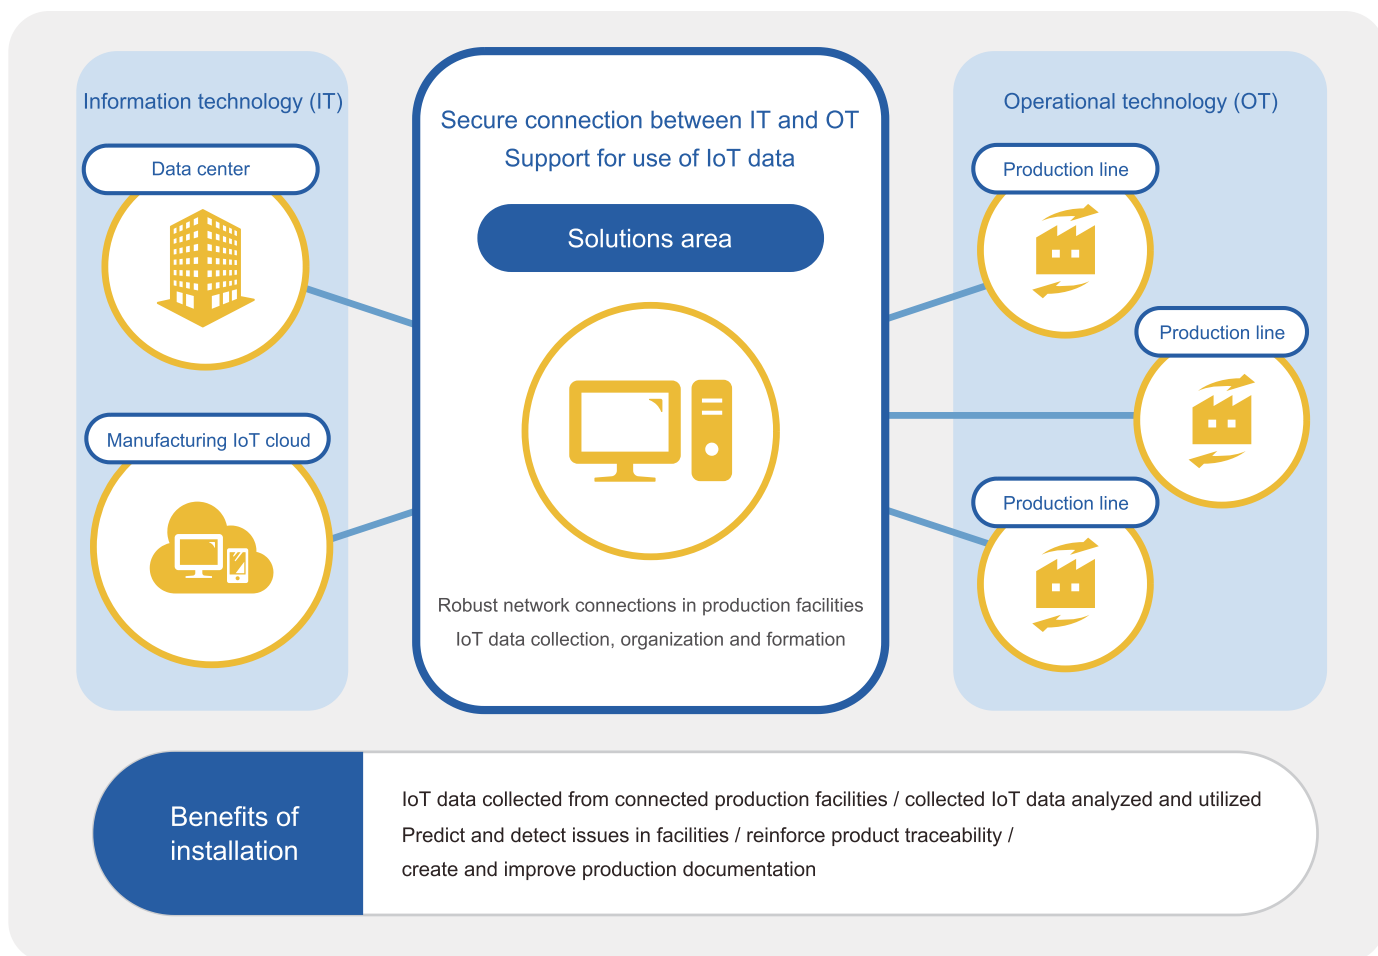 Information technology (IT)
Data center
Manufacturing IoT cloud
Secure connection between IT and OT
Support for use of IoT data
Solutions area
Robust network connections in production facilities
IoT data collection, organization and formation
Operational technology (OT)
Production line
Production line
Production line
Benefits of
installation
IoT data collected from connected production facilities / collected IoT data analyzed and utilized
Predict and detect issues in facilities / reinforce product traceability /
create and improve production documentation